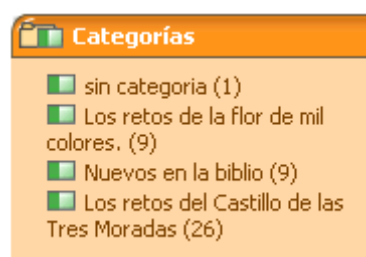 Categorías
sin categoria (1)
Los retos de la flor de mil
colores. (9)
Nuevos en la biblio (9)
Los retos del Castillo de las
Tres Moradas (26)